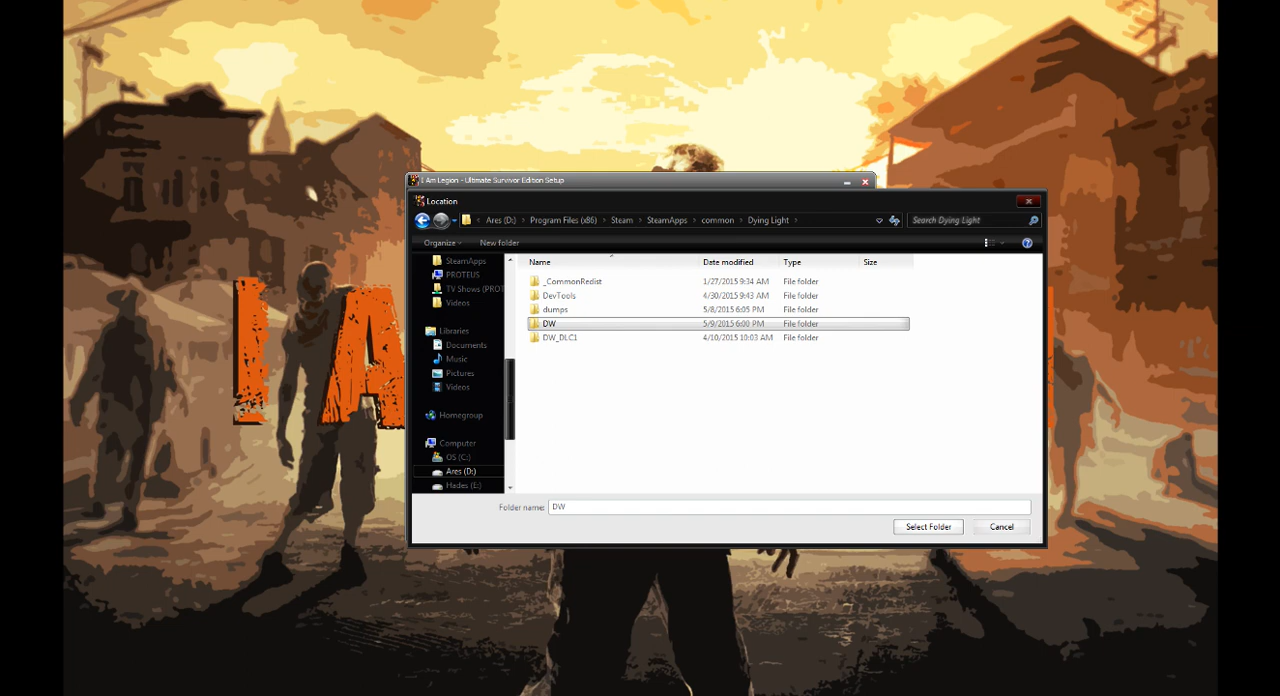 I Am Legion - Ultimate Survivor Edition Setup
Location
Ares (D:) Program Files (x86) Steam SteamApps common Dying Light
Search Dying Light
Organize New folder
Name Date modified Type Size
_CommonRedist 1/27/2015 9:34 AM File folder
DevTools 4/30/2015 9:43 AM File folder
dumps 5/8/2015 6:05 PM File folder
DW 5/9/2015 6:00 PM File folder
DW_DLC1 4/10/2015 10:03 AM File folder
SteamApps
PROTEUS
TV Shows (PROT
Videos
Libraries
Documents
Music
Pictures
Videos
Homegroup
Computer
OS (C:)
Ares (D:)
Hades (E:)
Folder name: DW
Select Folder Cancel
I A